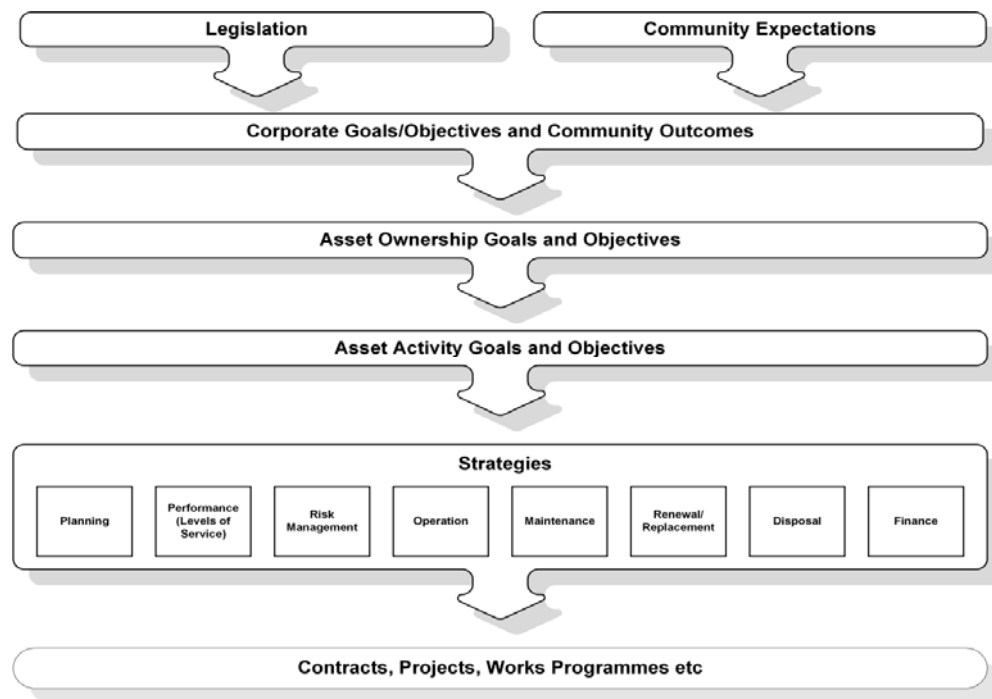 Legislation
Community Expectations
Corporate Goals/Objectives and Community Outcomes
Asset Ownership Goals and Objectives
Asset Activity Goals and Objectives
Strategies
Planning
Performance
(Levels of
Service)
Risk
Management
Operation
Maintenance
Renewal/
Replacement
Disposal
Finance
Contracts, Projects, Works Programmes etc